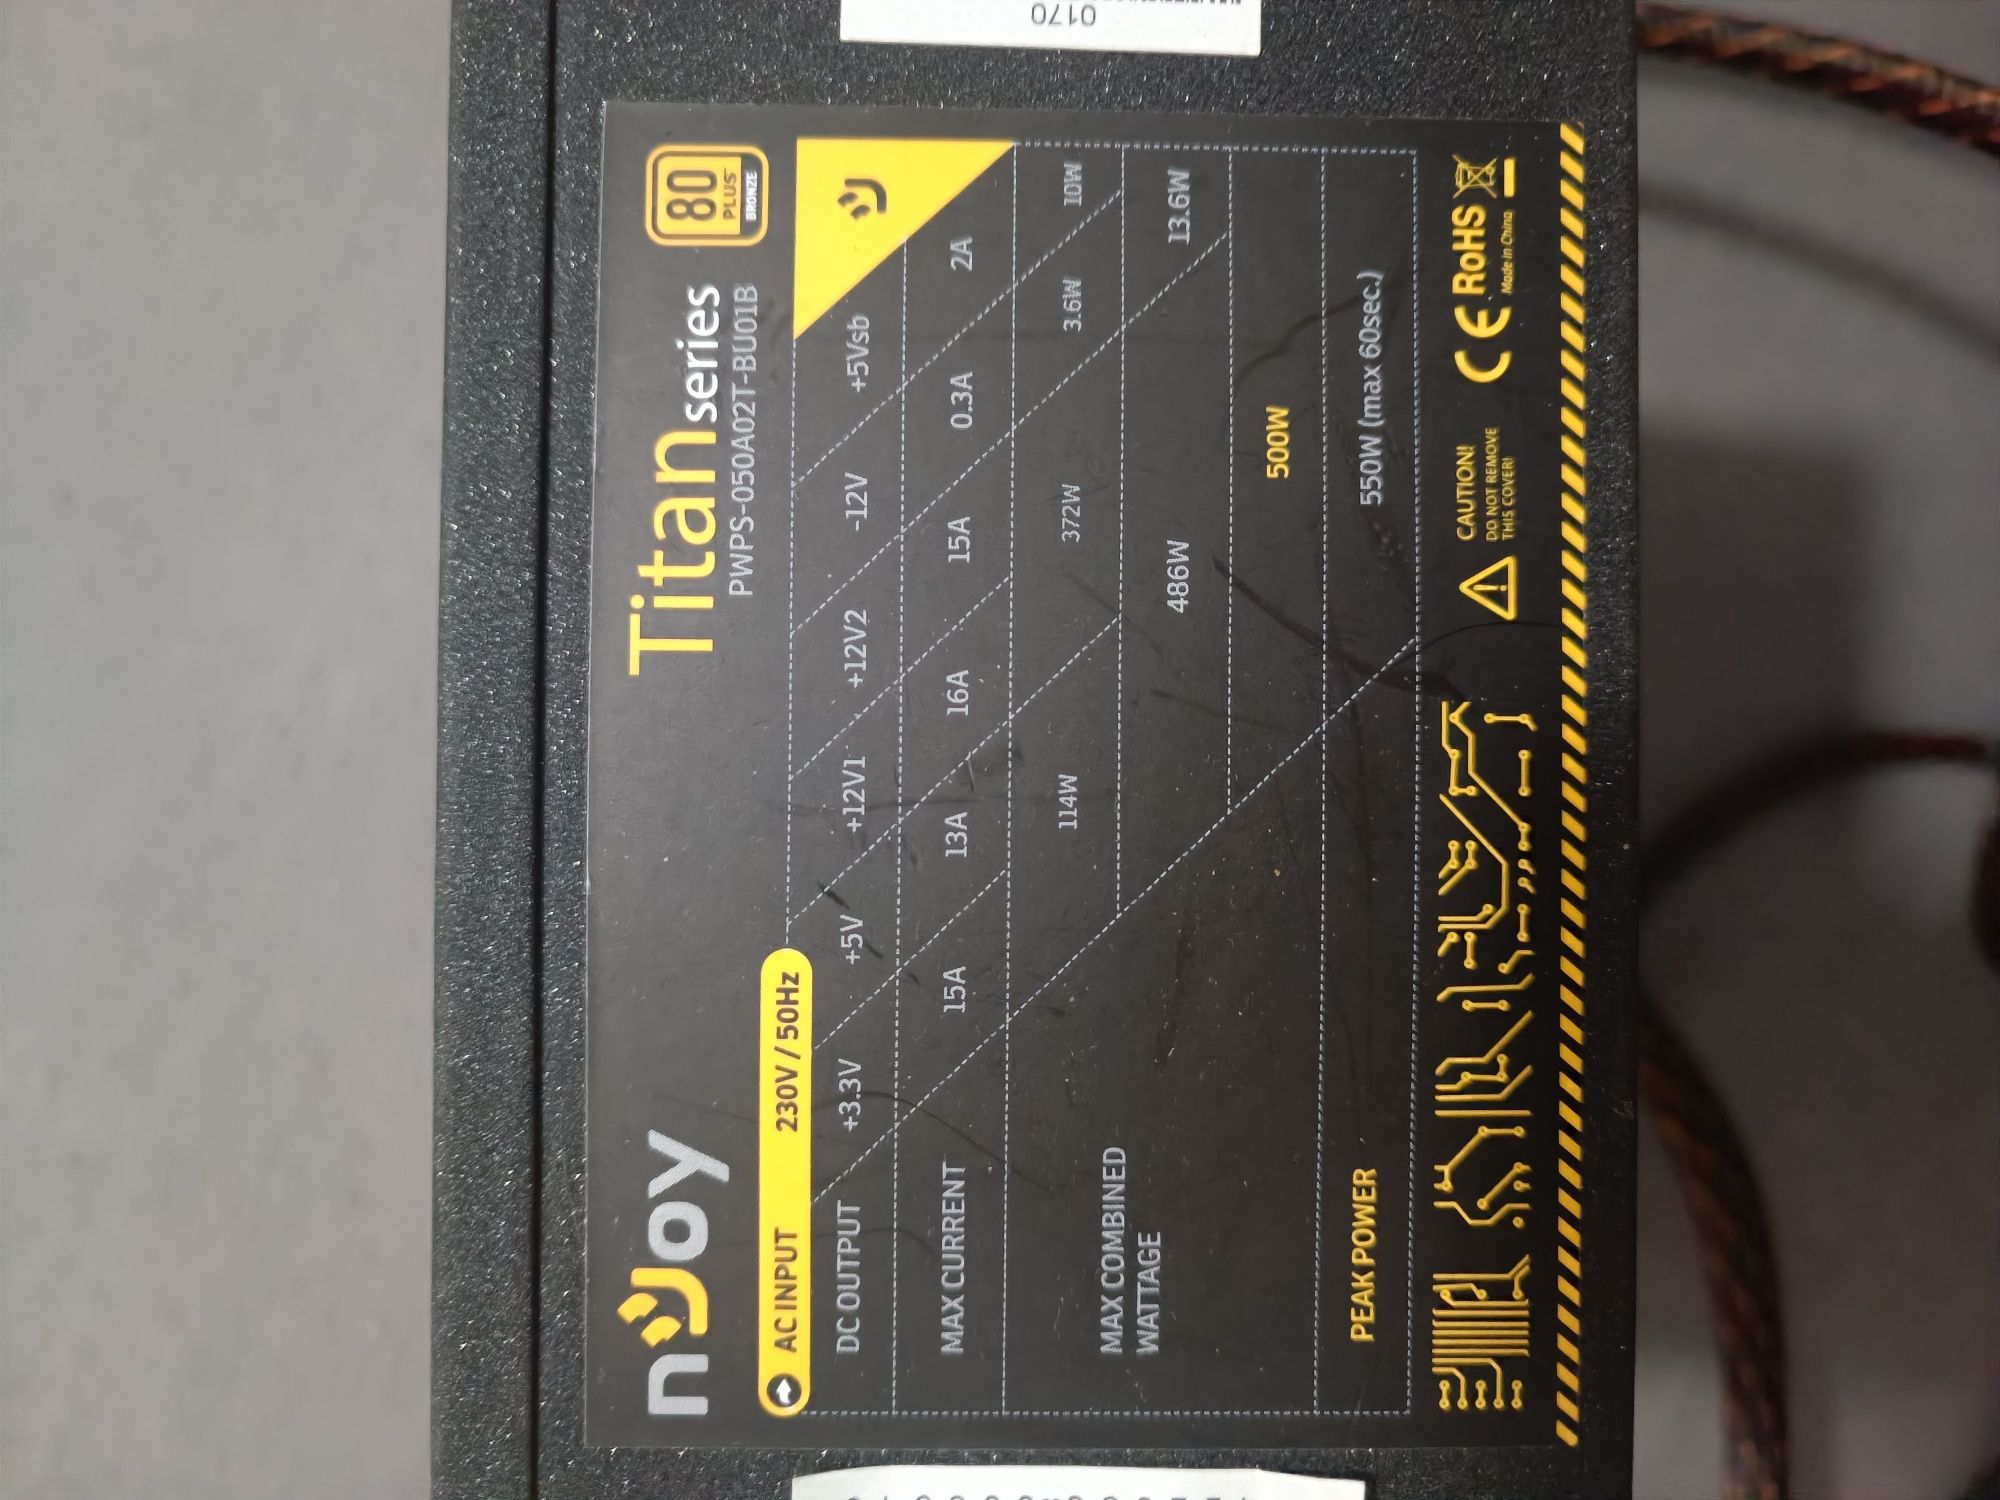 0170
nJoy
Titan series
PWPS-050A02T-BU01B
80
PLUS
BRONZE
AC INPUT 230V / 50Hz
DC OUTPUT +3.3V +5V +12V1 +12V2 -12V +5Vsb
MAX CURRENT 15A 13A 16A 15A 0.3A 2A
MAX COMBINED
WATTAGE
114W 372W 3.6W 10W
486W 13.6W
500W
PEAK POWER 550W (max 60sec.)
CAUTION!
DO NOT REMOVE
THIS COVER!
CE RoHS
Made in China